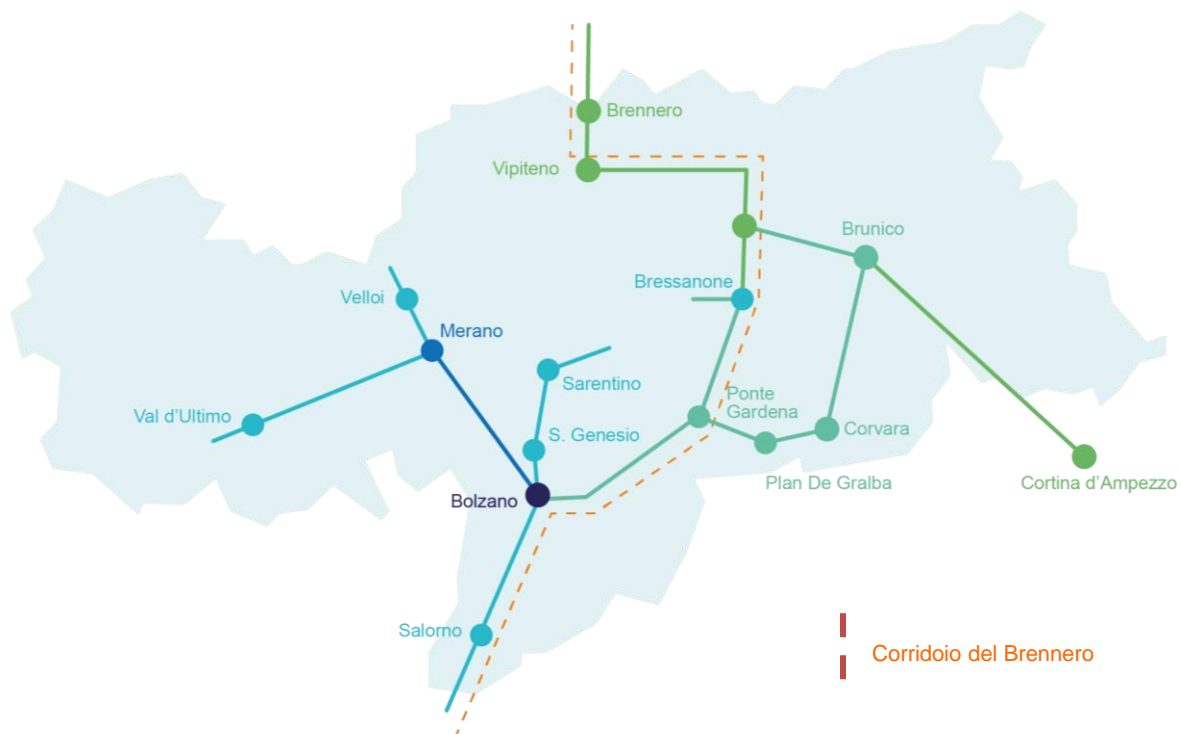 Brennero
Vipiteno
Brunico
Bressanone
Velloi
Merano
Sarentino
Ponte
Gardena
Val d'Ultimo
S. Genesio
Corvara
Plan De Gralba
Cortina d'Ampezzo
Bolzano
Salorno
Corridoio del Brennero